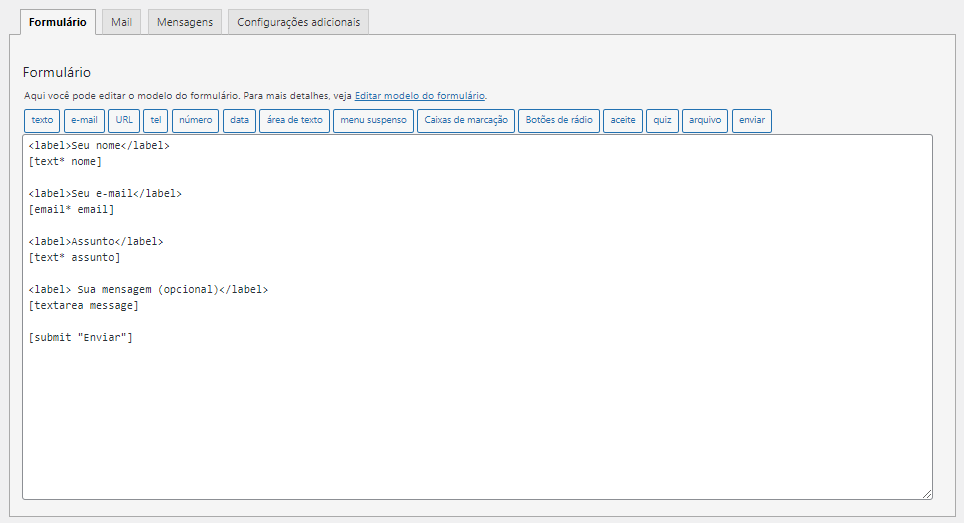 Formulário Mail Mensagens Configurações adicionais
Formulário
Aqui você pode editar o modelo do formulário. Para mais detalhes, veja Editar modelo do formulário.
texto e-mail URL tel número data área de texto menu suspenso Caixas de marcação Botões de rádio aceite quiz arquivo enviar
<label>Seu nome</label>
[text* nome]
<label>Seu e-mail</label>
[email* email]
<label>Assunto</label>
[text* assunto]
<label> Sua mensagem (opcional)</label>
[textarea message]
[submit "Enviar"]